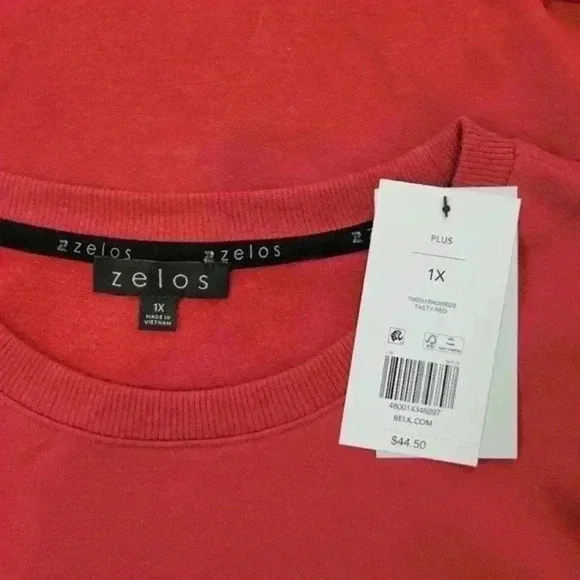 zelos
zelos
zelos
zelos
1X
MADE IN
VIETNAM
PLUS
1X
TASTY RED
480014346897
BELK.COM
$44.50